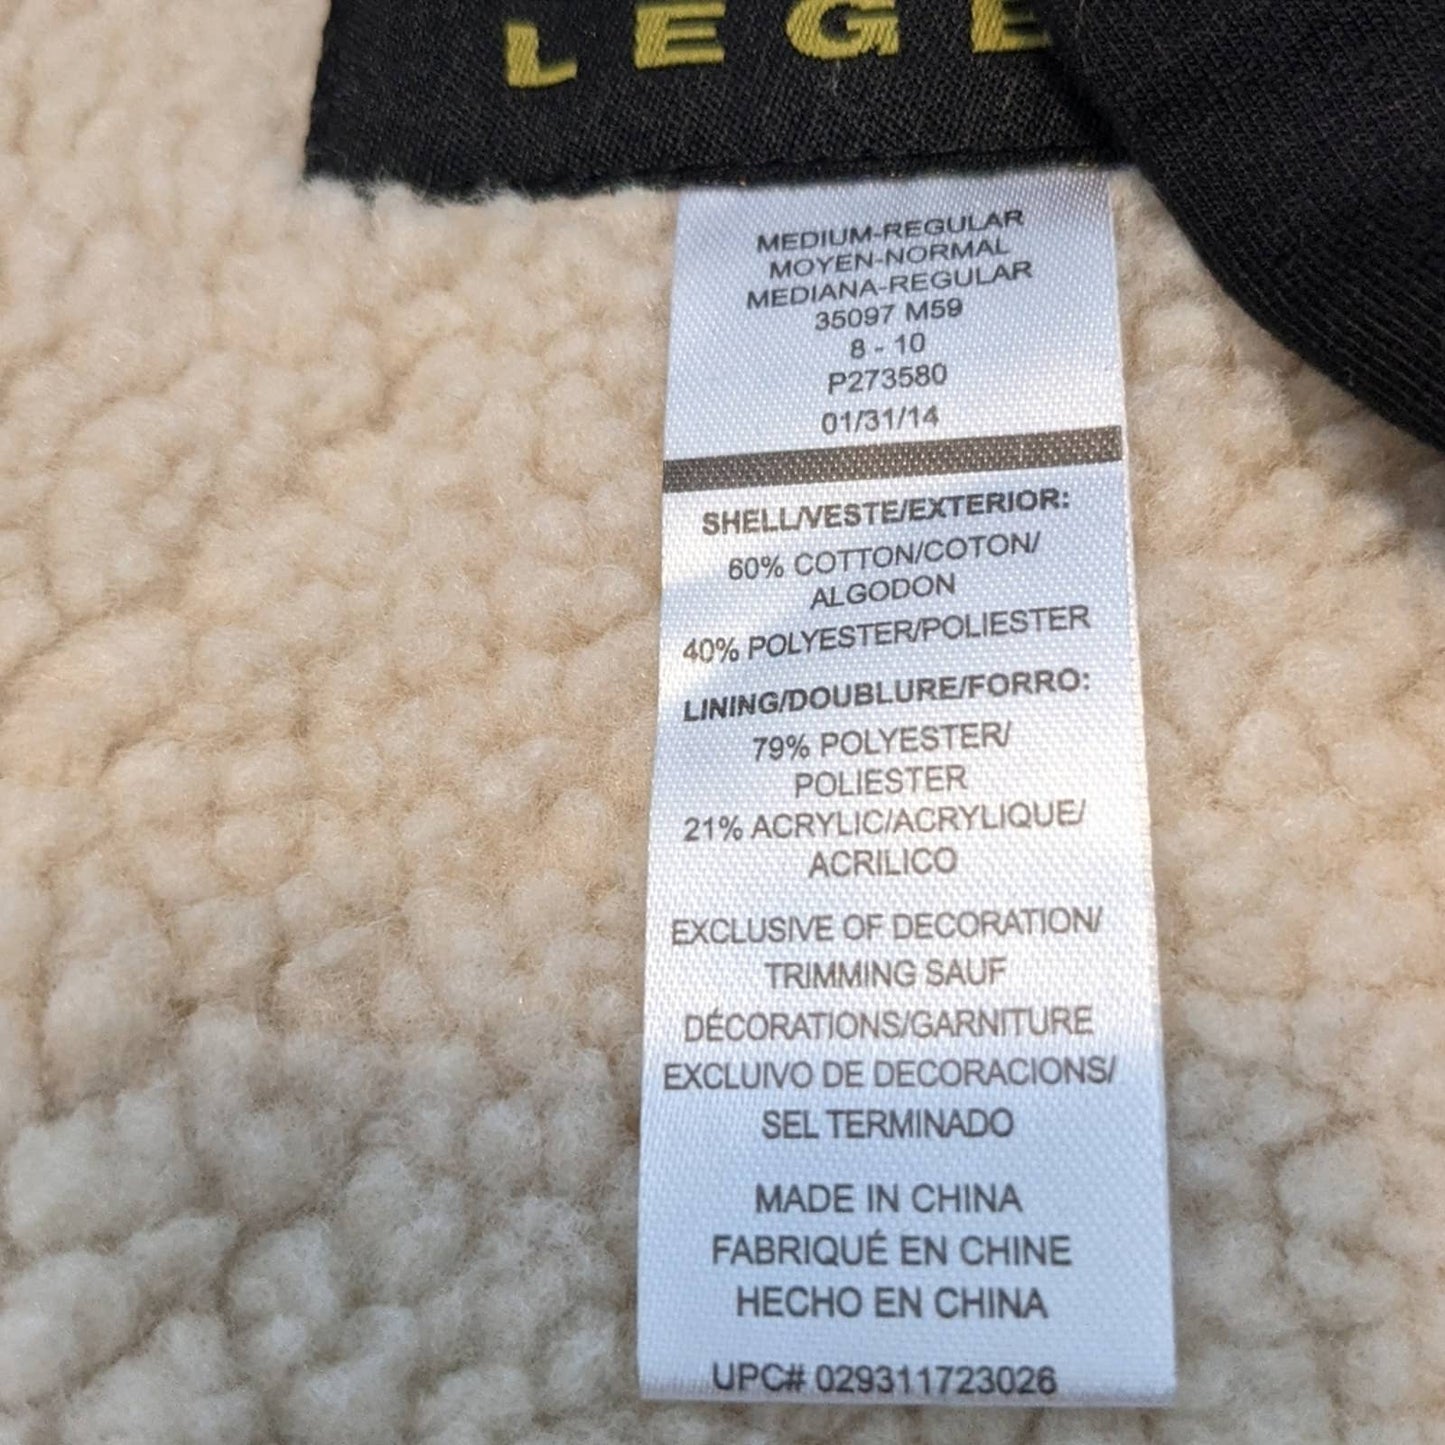 LEGE
MEDIUM-REGULAR
MOYEN-NORMAL
MEDIANA-REGULAR
35097 M59
8 - 10
P273580
01/31/14
SHELL/VESTE/EXTERIOR:
60% COTTON/COTON/
ALGODON
40% POLYESTER/POLIESTER
LINING/DOUBLURE/FORRO:
79% POLYESTER/
POLIESTER
21% ACRYLIC/ACRYLIQUE/
ACRILICO
EXCLUSIVE OF DECORATION/
TRIMMING SAUF
DÉCORATIONS/GARNITURE
EXCLUIVO DE DECORACIONS/
SEL TERMINADO
MADE IN CHINA
FABRIQUÉ EN CHINE
HECHO EN CHINA
UPC# 029311723026